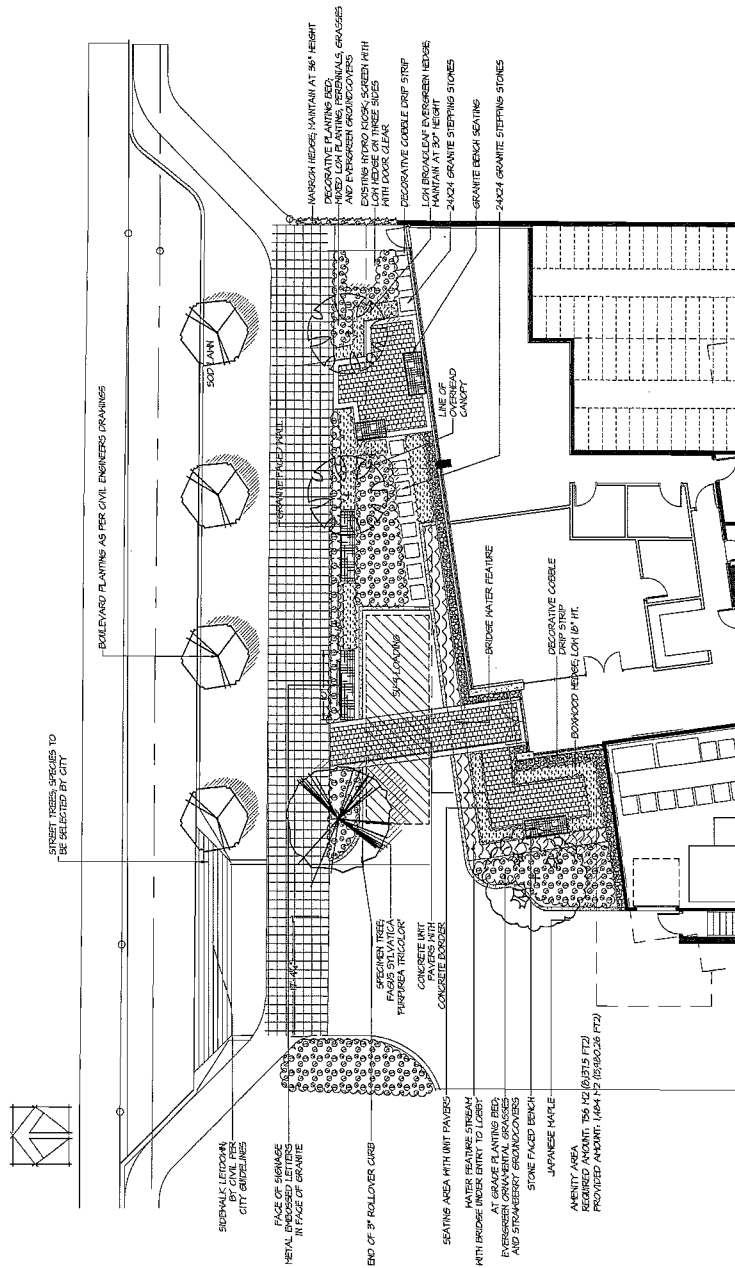 STREET TREES; SPECIES TO
BE SELECTED BY CITY
BOULEVARD PLANTING AS PER CIVIL ENGINEERS DRAWINGS
SIDEWALK LETDOWN;
BY CIVIL PER
CITY GUIDELINES
FACE OF SIGNAGE
METAL EMBOSSED LETTERS
IN FACE OF GRANITE
END OF 3" ROLLOVER CURB
SEATING AREA WITH UNIT PAVERS
WATER FEATURE STREAM
WITH BRIDGE UNDER ENTRY TO LOBBY
AT GRADE PLANTING BED;
EVERGREEN ORNAMENTAL GRASSES
AND STRAWBERRY GROUNDCOVERS
STONE FACED BENCH
JAPANESE MAPLE
AMENITY AREA
REQUIRED AMOUNT: 756 M2 (8,137.5 FT2)
PROVIDED AMOUNT:
SPECIMEN TREE;
FAGUS SYLVATICA
'PURPUREA TRICOLOR'
CONCRETE UNIT
PAVERS WITH
CONCRETE BORDER
SOD LAWN
GRANITE FACED WALL
LOADING
BRIDGE WATER FEATURE
DECORATIVE COBBLE
DRIP STRIP
BOXWOOD HEDGE; LOW 18" HT.
LINE OF
OVERHEAD
CANOPY
NARROW HEDGE; MAINTAIN AT 36" HEIGHT
DECORATIVE PLANTING BED;
MIXED LOW PLANTING, PERENNIALS, GRASSES
AND EVERGREEN GROUNDCOVERS
EXISTING HYDRO KIOSK; SCREEN WITH
LOW HEDGE ON THREE SIDES
WITH DOOR CLEAR
DECORATIVE COBBLE DRIP STRIP
LOW BROADLEAF EVERGREEN HEDGE;
MAINTAIN AT 30" HEIGHT
24X24 GRANITE STEPPING STONES
GRANITE BENCH SEATING
24X24 GRANITE STEPPING STONES